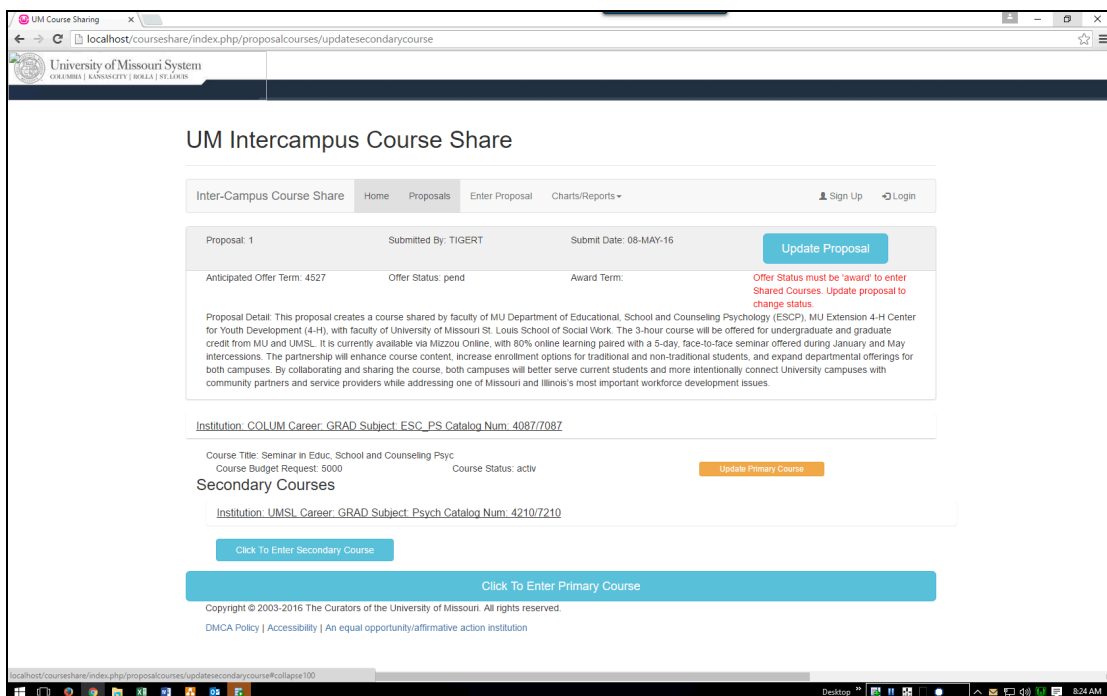 UM Course Sharing
localhost/courseshare/index.php/proposalcourses/updatesecondarycourse
University of Missouri System
COLUMBIA | KANSAS CITY | ROLLA | ST. LOUIS
UM Intercampus Course Share
Inter-Campus Course Share Home Proposals Enter Proposal Charts/Reports Sign Up Login
Proposal: 1 Submitted By: TIGERT Submit Date: 08-MAY-16 Update Proposal
Anticipated Offer Term: 4527 Offer Status: pend Award Term: Offer Status must be 'award' to enter
Shared Courses. Update proposal to
change status.
Proposal Detail: This proposal creates a course shared by faculty of MU Department of Educational, School and Counseling Psychology (ESCP), MU Extension 4-H Center
for Youth Development (4-H), with faculty of University of Missouri St. Louis School of Social Work. The 3-hour course will be offered for undergraduate and graduate
credit from MU and UMSL. It is currently available via Mizzou Online, with 80% online learning paired with a 5-day, face-to-face seminar offered during January and May
intercessions. The partnership will enhance course content, increase enrollment options for traditional and non-traditional students, and expand departmental offerings for
both campuses. By collaborating and sharing the course, both campuses will better serve current students and more intentionally connect University campuses with
community partners and service providers while addressing one of Missouri and Illinois's most important workforce development issues.
Institution: COLUM Career: GRAD Subject: ESC_PS Catalog Num: 4087/7087
Course Title: Seminar in Educ, School and Counseling Psyc
Course Budget Request: 5000 Course Status: activ Update Primary Course
Secondary Courses
Institution: UMSL Career: GRAD Subject: Psych Catalog Num: 4210/7210
Click To Enter Secondary Course
Click To Enter Primary Course
Copyright © 2003-2016 The Curators of the University of Missouri. All rights reserved.
DMCA Policy | Accessibility | An equal opportunity/affirmative action institution
localhost/courseshare/index.php/proposalcourses/updatesecondarycourse#collapse100
Desktop 8:24 AM